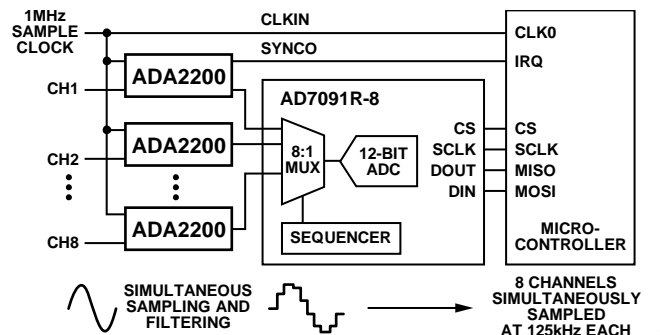 1MHz
SAMPLE
CLOCK
CLKIN
SYNCO
CLK0
IRQ
ADA2200
CH1
AD7091R-8
ADA2200
CH2
8:1
MUX
12-BIT
ADC
CS
SCLK
DOUT
DIN
CS
SCLK
MISO
MOSI
ADA2200
CH8
SEQUENCER
MICRO-
CONTROLLER
SIMULTANEOUS
SAMPLING AND
FILTERING
8 CHANNELS
SIMULTANEOUSLY
SAMPLED
AT 125kHz EACH